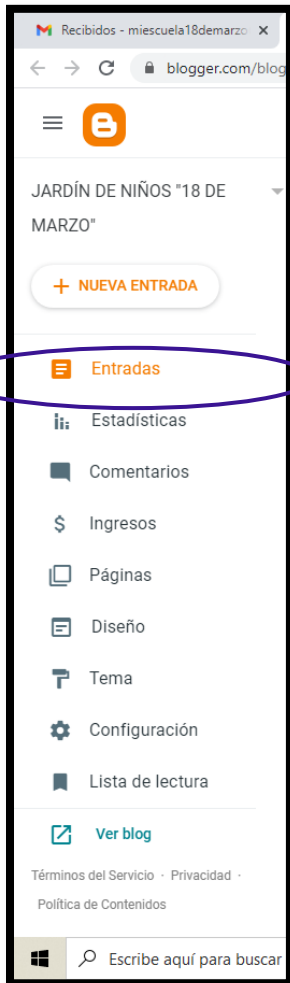 Recibidos - miescuela18demarzo
blogger.com/blog
JARDÍN DE NIÑOS "18 DE
MARZO"
+ NUEVA ENTRADA
Entradas
Estadísticas
Comentarios
$ Ingresos
Páginas
Diseño
Tema
Configuración
Lista de lectura
Ver blog
Términos del Servicio · Privacidad ·
Política de Contenidos
Escribe aquí para buscar